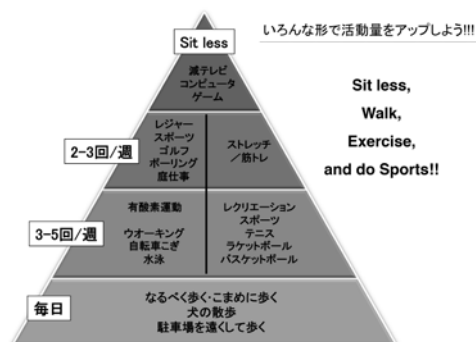 いろんな形で活動量をアップしよう!!!
Sit less
減テレビ
コンピュータ
ゲーム
Sit less,
Walk,
Exercise,
and do Sports!!
2-3回/週
レジャー
スポーツ
ゴルフ
ボーリング
庭仕事
ストレッチ
／筋トレ
3-5回/週
有酸素運動
ウオーキング
自転車こぎ
水泳
レクリエーション
スポーツ
テニス
ラケットボール
バスケットボール
毎日
なるべく歩く・こまめに歩く
犬の散歩
駐車場を遠くして歩く